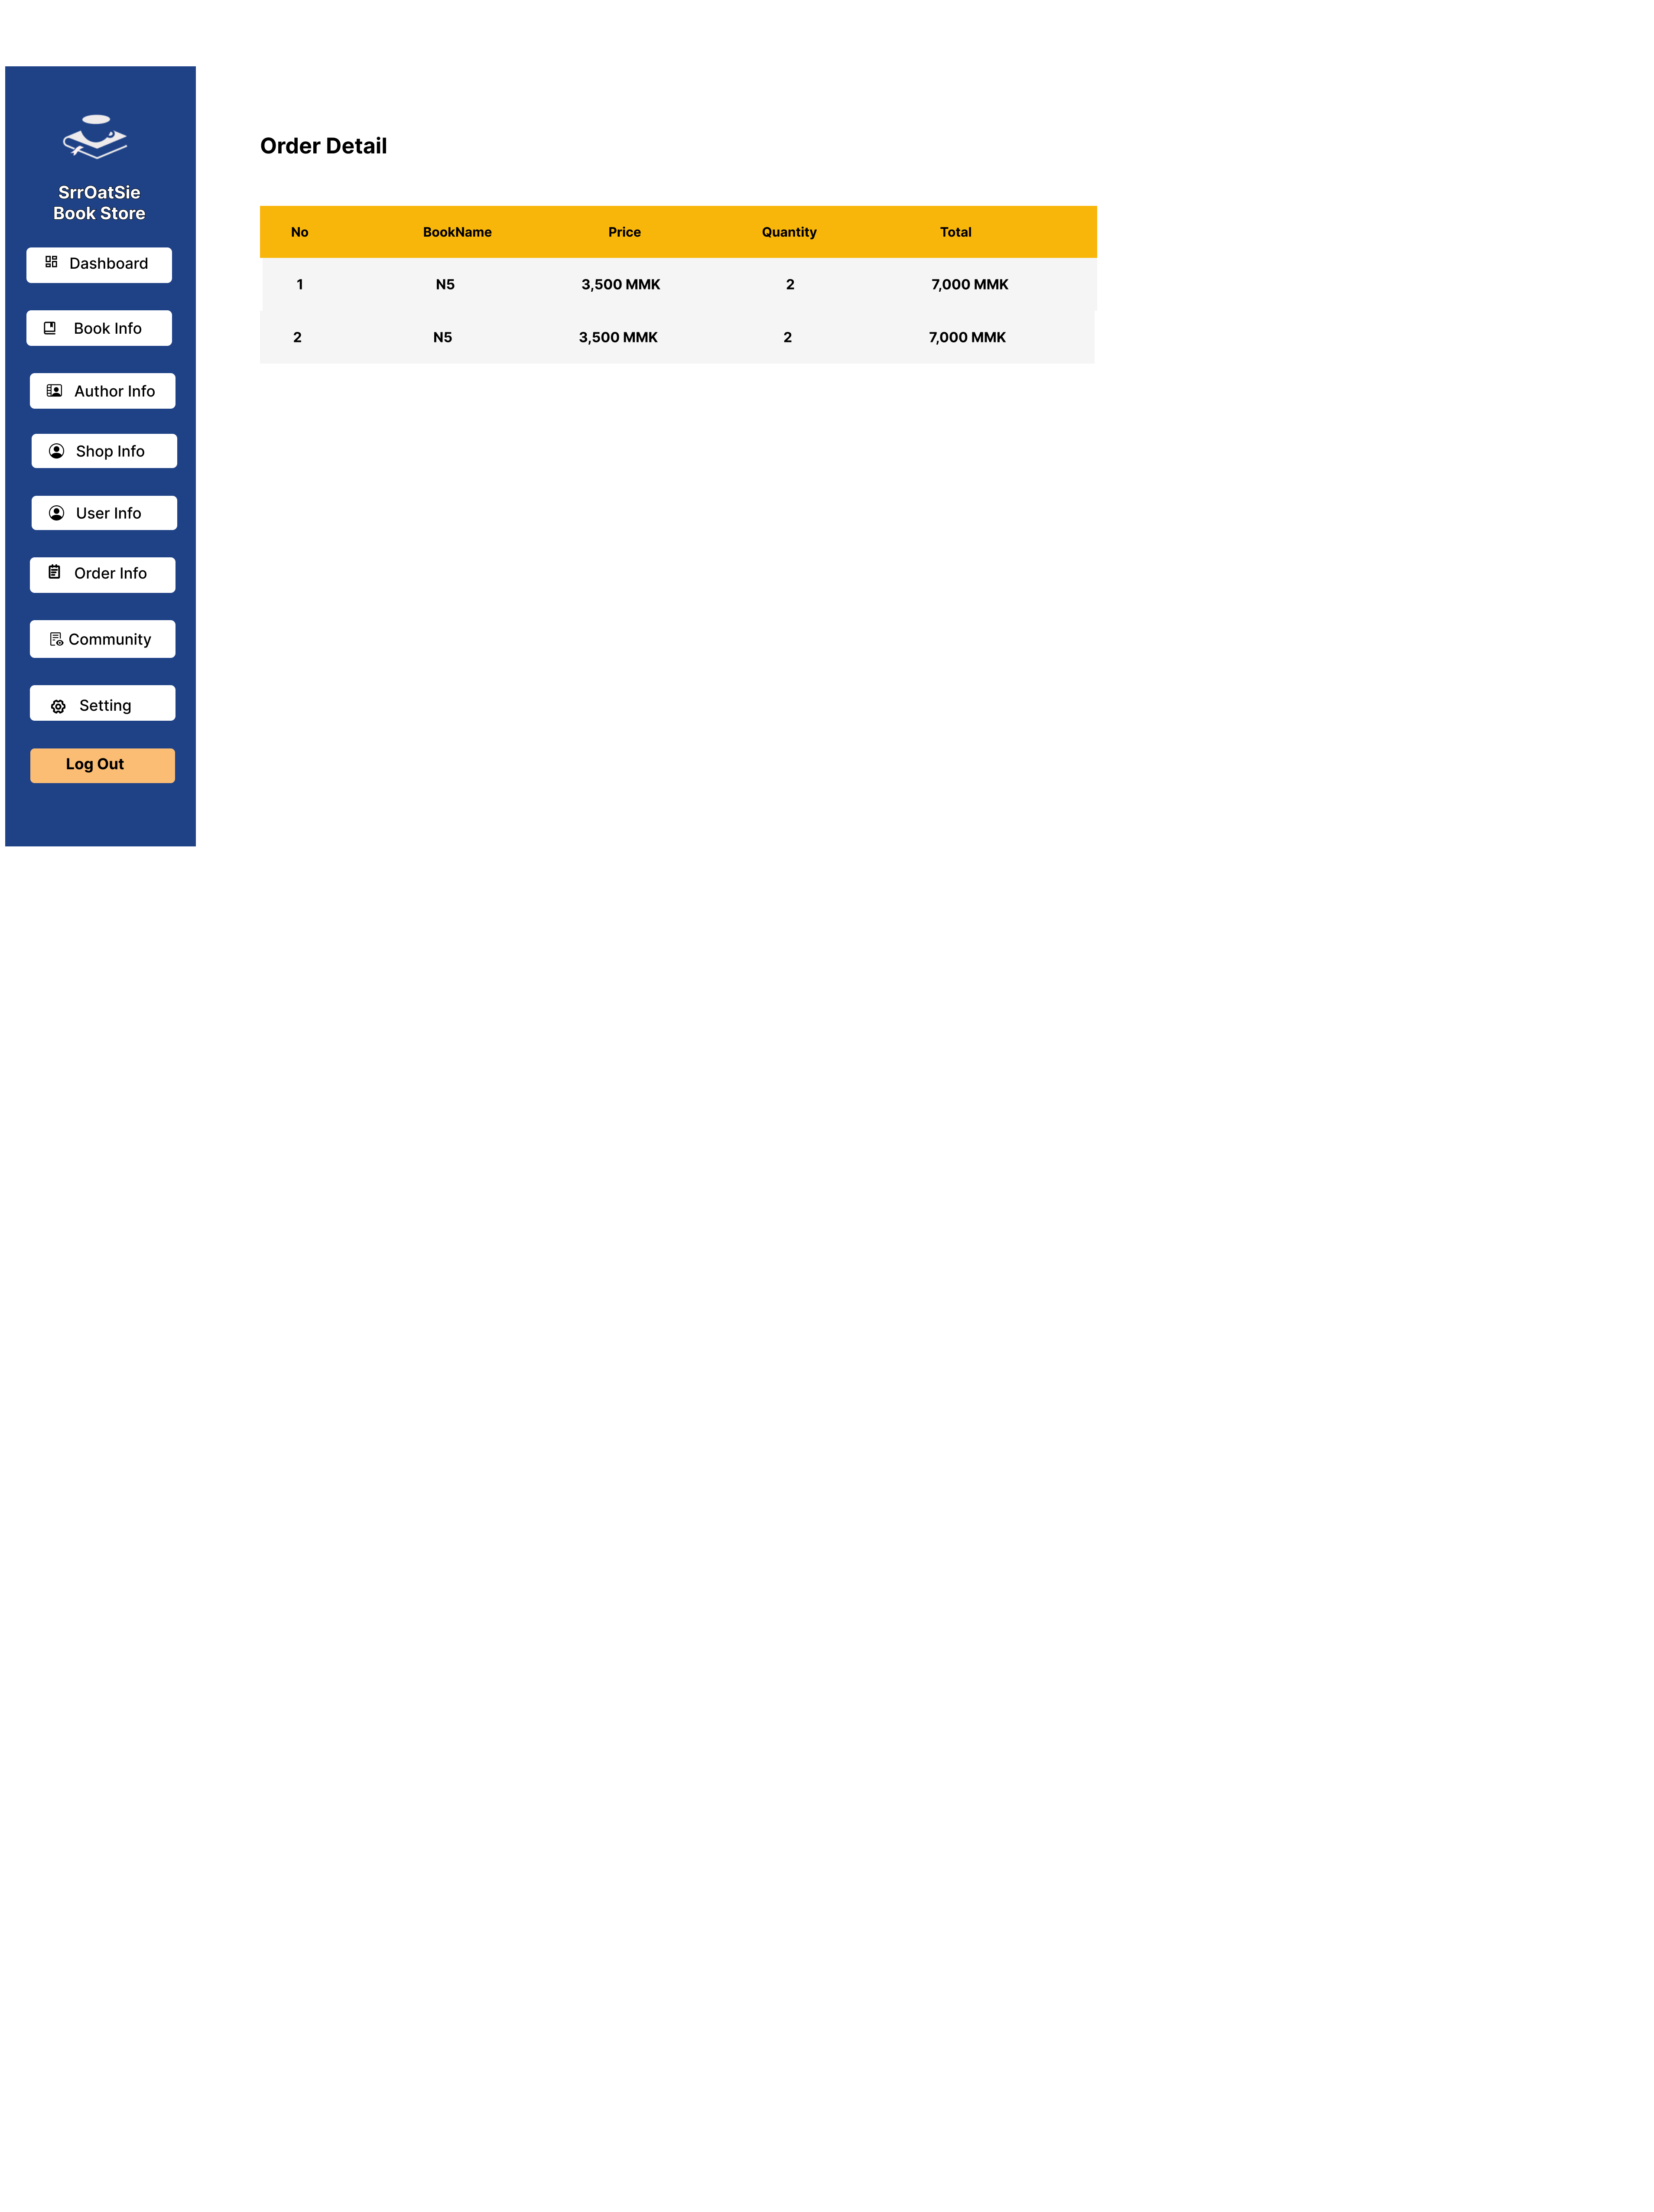 SrrOatSie
Book Store
Dashboard
Book Info
Author Info
Shop Info
User Info
Order Info
Community
Setting
Log Out
Order Detail
No BookName Price Quantity Total
1 N5 3,500 MMK 2 7,000 MMK
2 N5 3,500 MMK 2 7,000 MMK